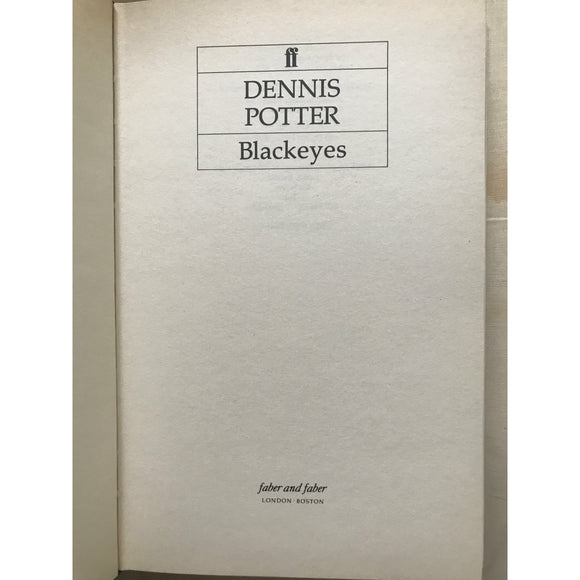 ff
DENNIS
POTTER
Blackeyes
faber and faber
LONDON · BOSTON